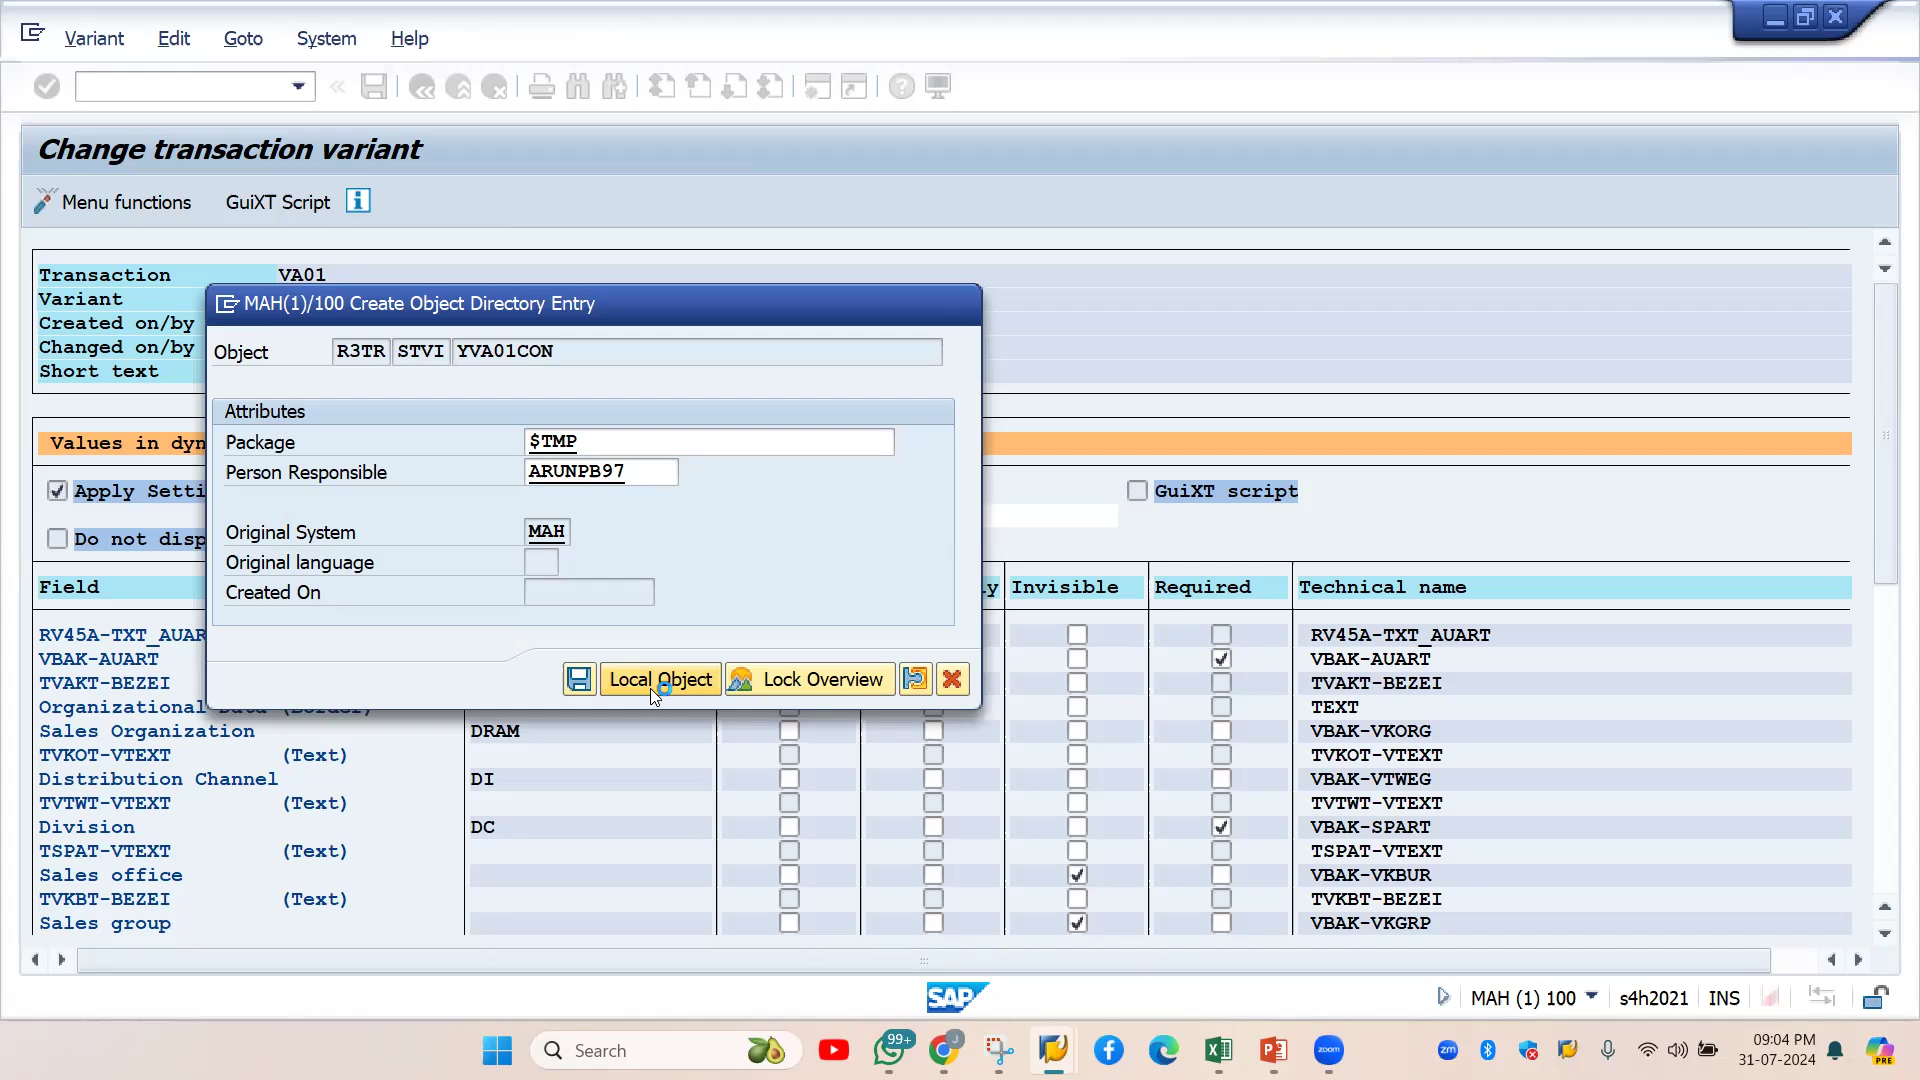 Variant Edit Goto System Help
Change transaction variant
Menu functions GuiXT Script
Transaction VA01
Variant
Created on/by
Changed on/by
Short text
MAH(1)/100 Create Object Directory Entry
Object R3TR STVI YVA01CON
Attributes
Package $TMP
Person Responsible ARUNPB97
Original System MAH
Original language
Created On
Local Object Lock Overview
Values in dyn
Apply Setti GuiXT script
Do not disp
Field y Invisible Required Technical name
RV45A-TXT_AUAR RV45A-TXT_AUART
VBAK-AUART VBAK-AUART
TVAKT-BEZEI TVAKT-BEZEI
Organizational Data (Border) TEXT
Sales Organization DRAM VBAK-VKORG
TVKOT-VTEXT (Text) TVKOT-VTEXT
Distribution Channel DI VBAK-VTWEG
TVTWT-VTEXT (Text) TVTWT-VTEXT
Division DC VBAK-SPART
TSPAT-VTEXT (Text) TSPAT-VTEXT
Sales office VBAK-VKBUR
TVKBT-BEZEI (Text) TVKBT-BEZEI
Sales group VBAK-VKGRP
SAP MAH (1) 100 s4h2021 INS
Search 99+ J zoom zm 09:04 PM
31-07-2024
PRE